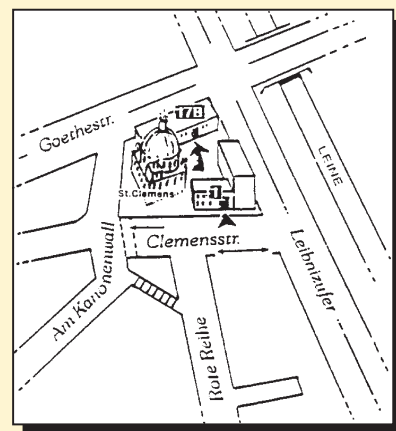 Goethestr.
17B
St.Clemens
1
LEINE
Clemensstr.
Leibnizufer
Am Kanonenwall
Rote Reihe